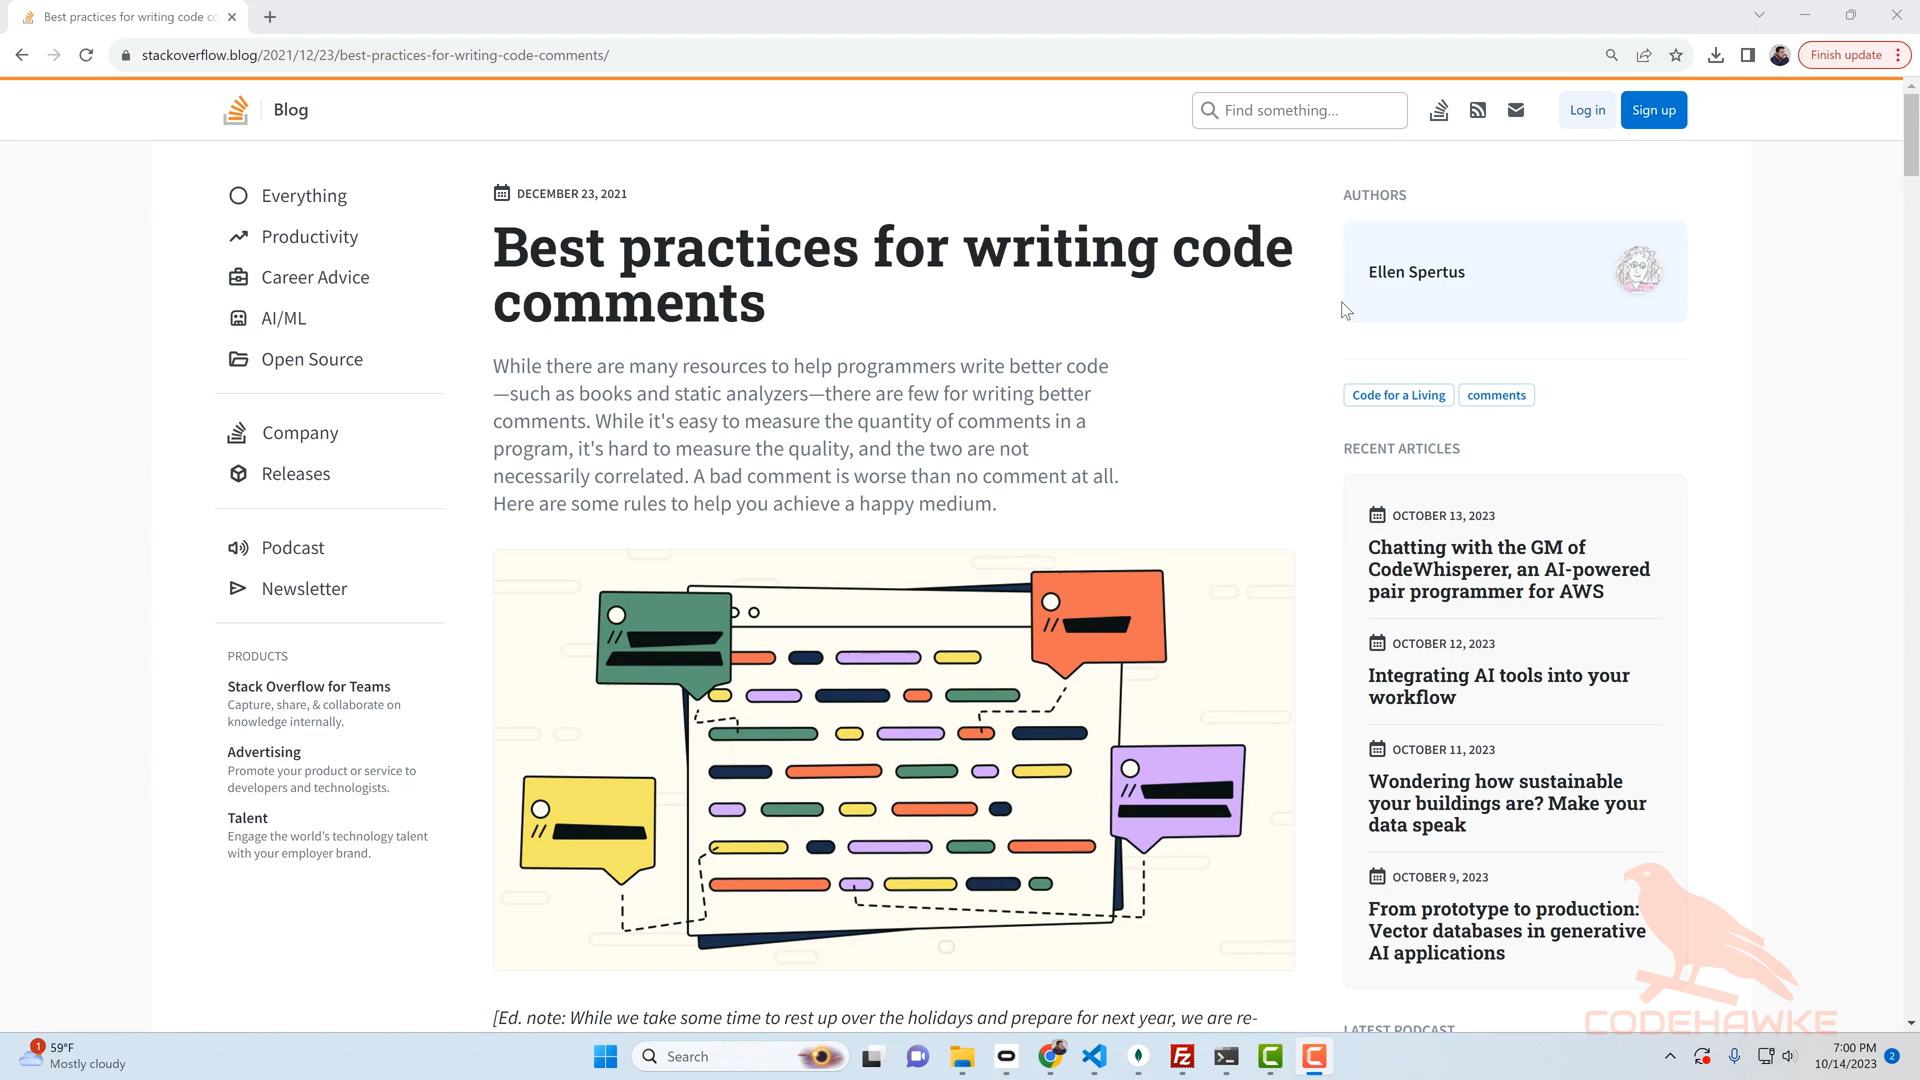 Best practices for writing code co
stackoverflow.blog/2021/12/23/best-practices-for-writing-code-comments/
Finish update
Blog
Find something...
Log in
Sign up
Everything
Productivity
Career Advice
AI/ML
Open Source
Company
Releases
Podcast
Newsletter
PRODUCTS
Stack Overflow for Teams
Capture, share, & collaborate on
knowledge internally.
Advertising
Promote your product or service to
developers and technologists.
Talent
Engage the world's technology talent
with your employer brand.
DECEMBER 23, 2021
Best practices for writing code
comments
While there are many resources to help programmers write better code
—such as books and static analyzers—there are few for writing better
comments. While it's easy to measure the quantity of comments in a
program, it's hard to measure the quality, and the two are not
necessarily correlated. A bad comment is worse than no comment at all.
Here are some rules to help you achieve a happy medium.
//
//
//
//
[Ed. note: While we take some time to rest up over the holidays and prepare for next year, we are re-
AUTHORS
Ellen Spertus
Code for a Living
comments
RECENT ARTICLES
OCTOBER 13, 2023
Chatting with the GM of
CodeWhisperer, an AI-powered
pair programmer for AWS
OCTOBER 12, 2023
Integrating AI tools into your
workflow
OCTOBER 11, 2023
Wondering how sustainable
your buildings are? Make your
data speak
OCTOBER 9, 2023
From prototype to production:
Vector databases in generative
AI applications
LATEST PODCAST
CODEHAWKE
1
59°F
Mostly cloudy
Search
7:00 PM
10/14/2023
2